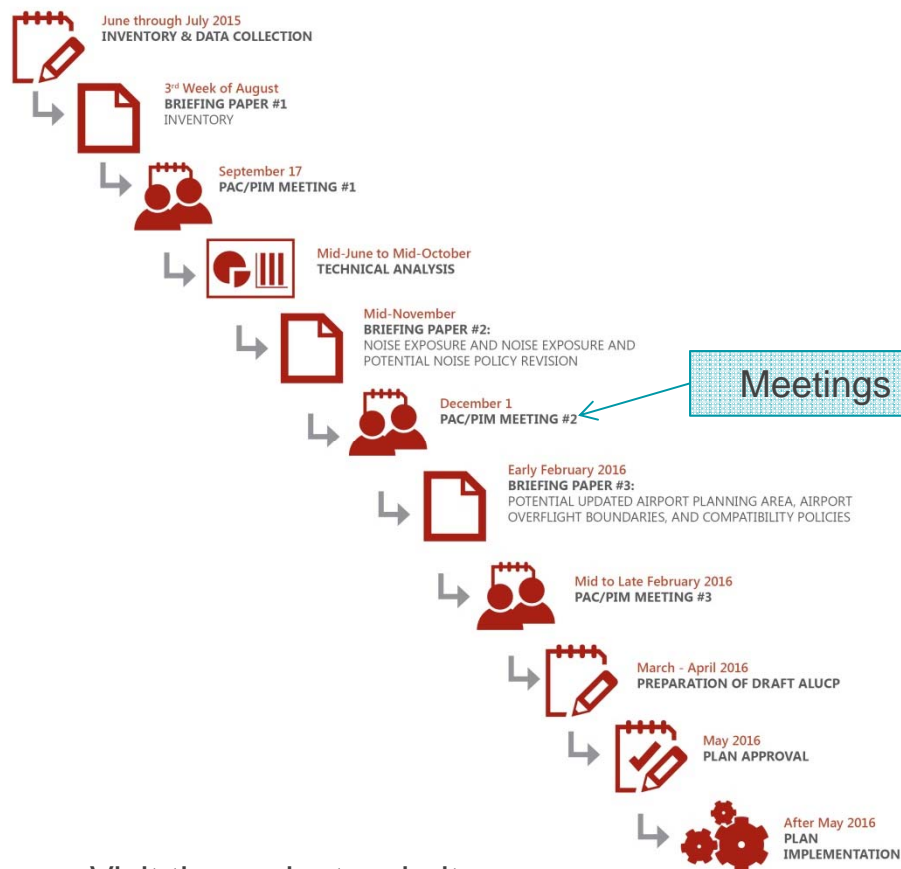 June through July 2015
INVENTORY & DATA COLLECTION
3rd Week of August
BRIEFING PAPER #1
INVENTORY
September 17
PAC/PIM MEETING #1
Mid-June to Mid-October
TECHNICAL ANALYSIS
Mid-November
BRIEFING PAPER #2:
NOISE EXPOSURE AND NOISE EXPOSURE AND
POTENTIAL NOISE POLICY REVISION
Meetings
December 1
PAC/PIM MEETING #2
Early February 2016
BRIEFING PAPER #3:
POTENTIAL UPDATED AIRPORT PLANNING AREA, AIRPORT
OVERFLIGHT BOUNDARIES, AND COMPATIBILITY POLICIES
Mid to Late February 2016
PAC/PIM MEETING #3
March - April 2016
PREPARATION OF DRAFT ALUCP
May 2016
PLAN APPROVAL
After May 2016
PLAN
IMPLEMENTATION